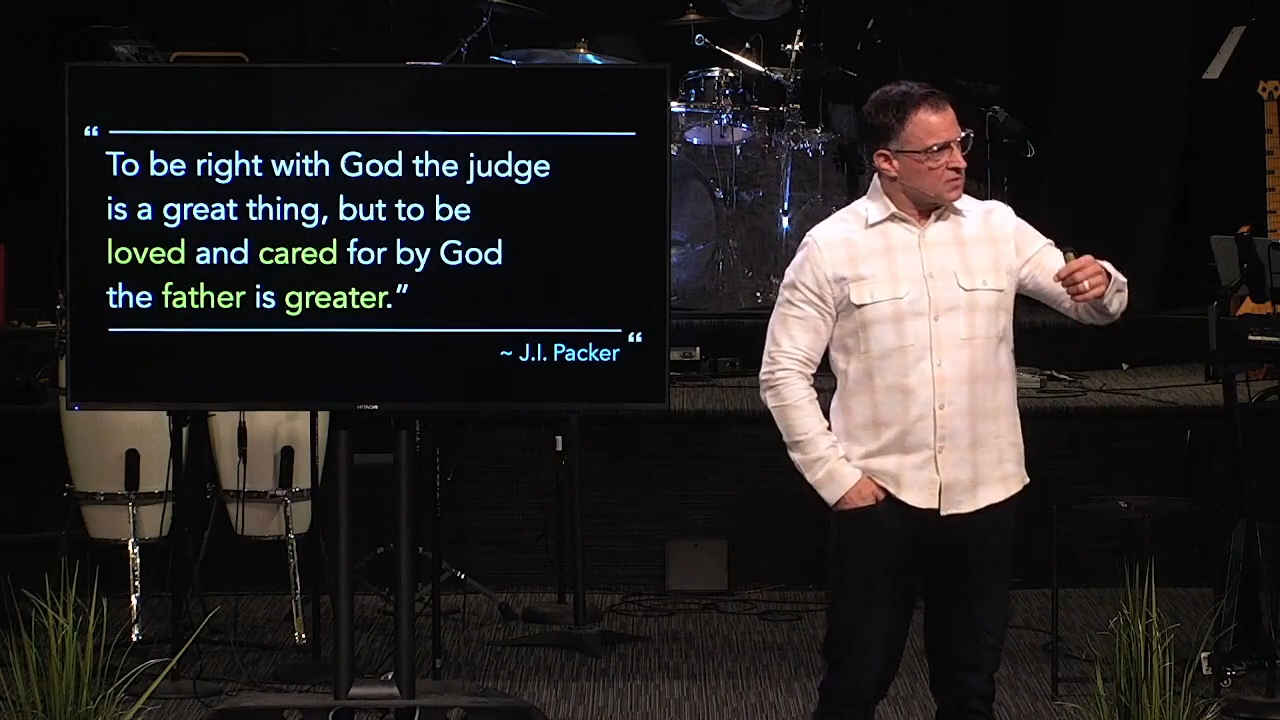 “
To be right with God the judge
is a great thing, but to be
loved and cared for by God
the father is greater.”
“
~ J.I. Packer
HITACHI